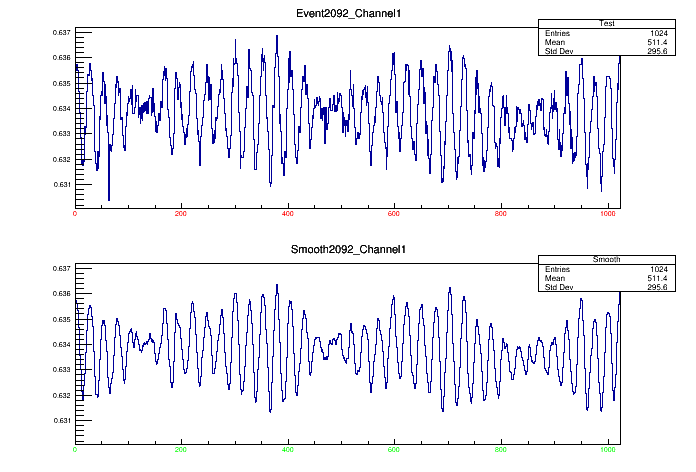 Event2092_Channel1
Test
Entries 1024
Mean 511.4
Std Dev 295.6
0.637
0.636
0.635
0.634
0.633
0.632
0.631
0 200 400 600 800 1000
Smooth2092_Channel1
Smooth
Entries 1024
Mean 511.4
Std Dev 295.6
0.637
0.636
0.635
0.634
0.633
0.632
0.631
0 200 400 600 800 1000